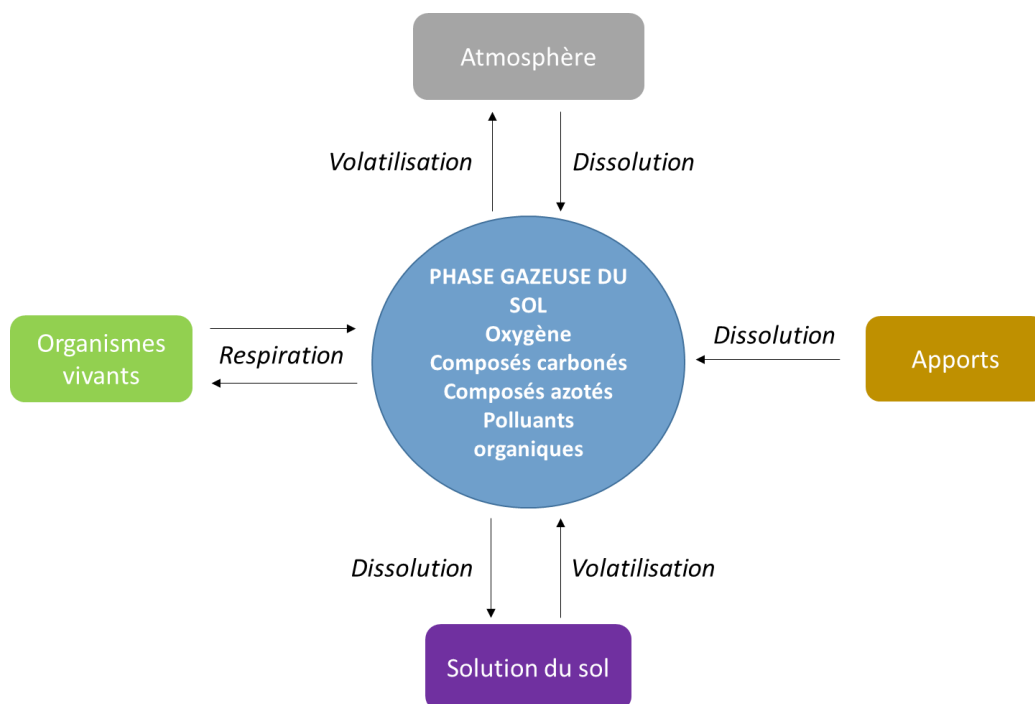 Atmosphère
Volatilisation
Dissolution
PHASE GAZEUSE DU
SOL
Oxygène
Composés carbonés
Composés azotés
Polluants
organiques
Organismes
vivants
Respiration
Dissolution
Apports
Dissolution
Volatilisation
Solution du sol